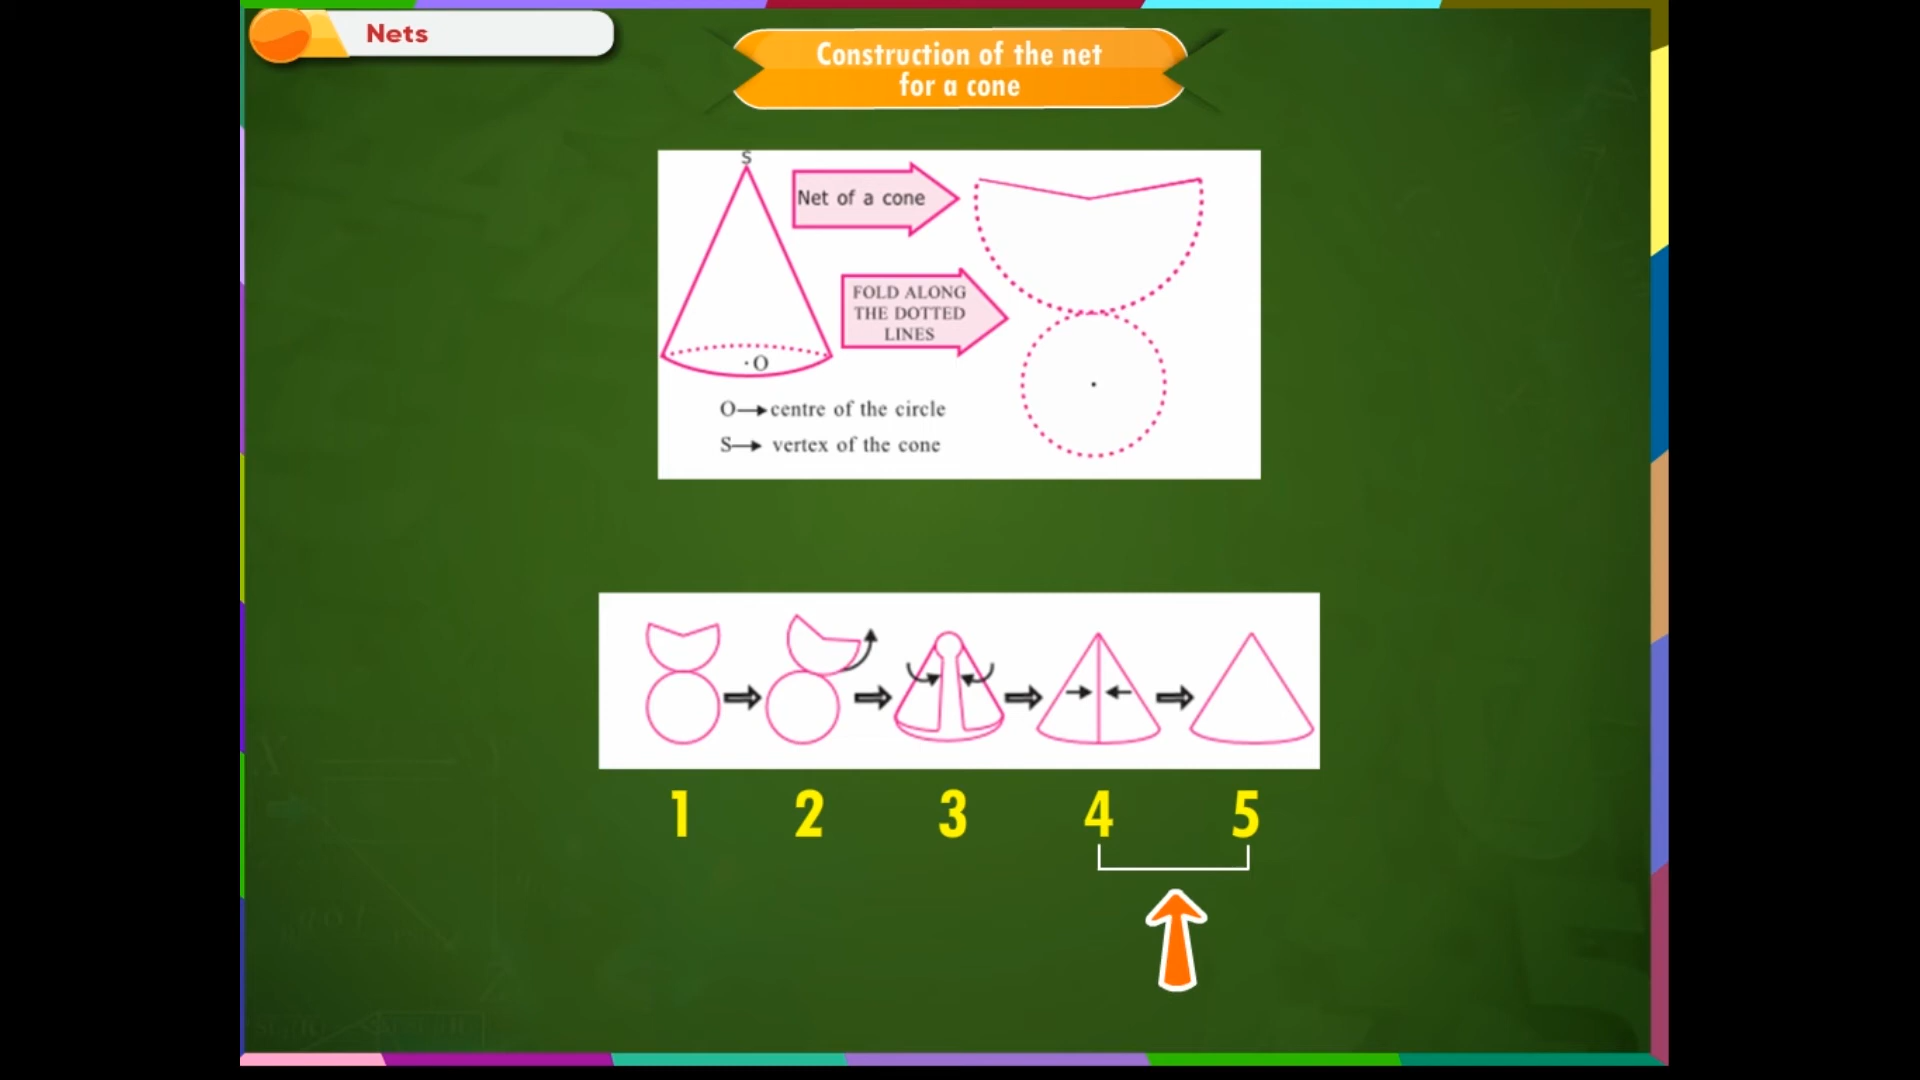 Nets
Construction of the net
for a cone
S
Net of a cone
FOLD ALONG
THE DOTTED
LINES
·O
O→centre of the circle
S→ vertex of the cone
1 2 3 4 5